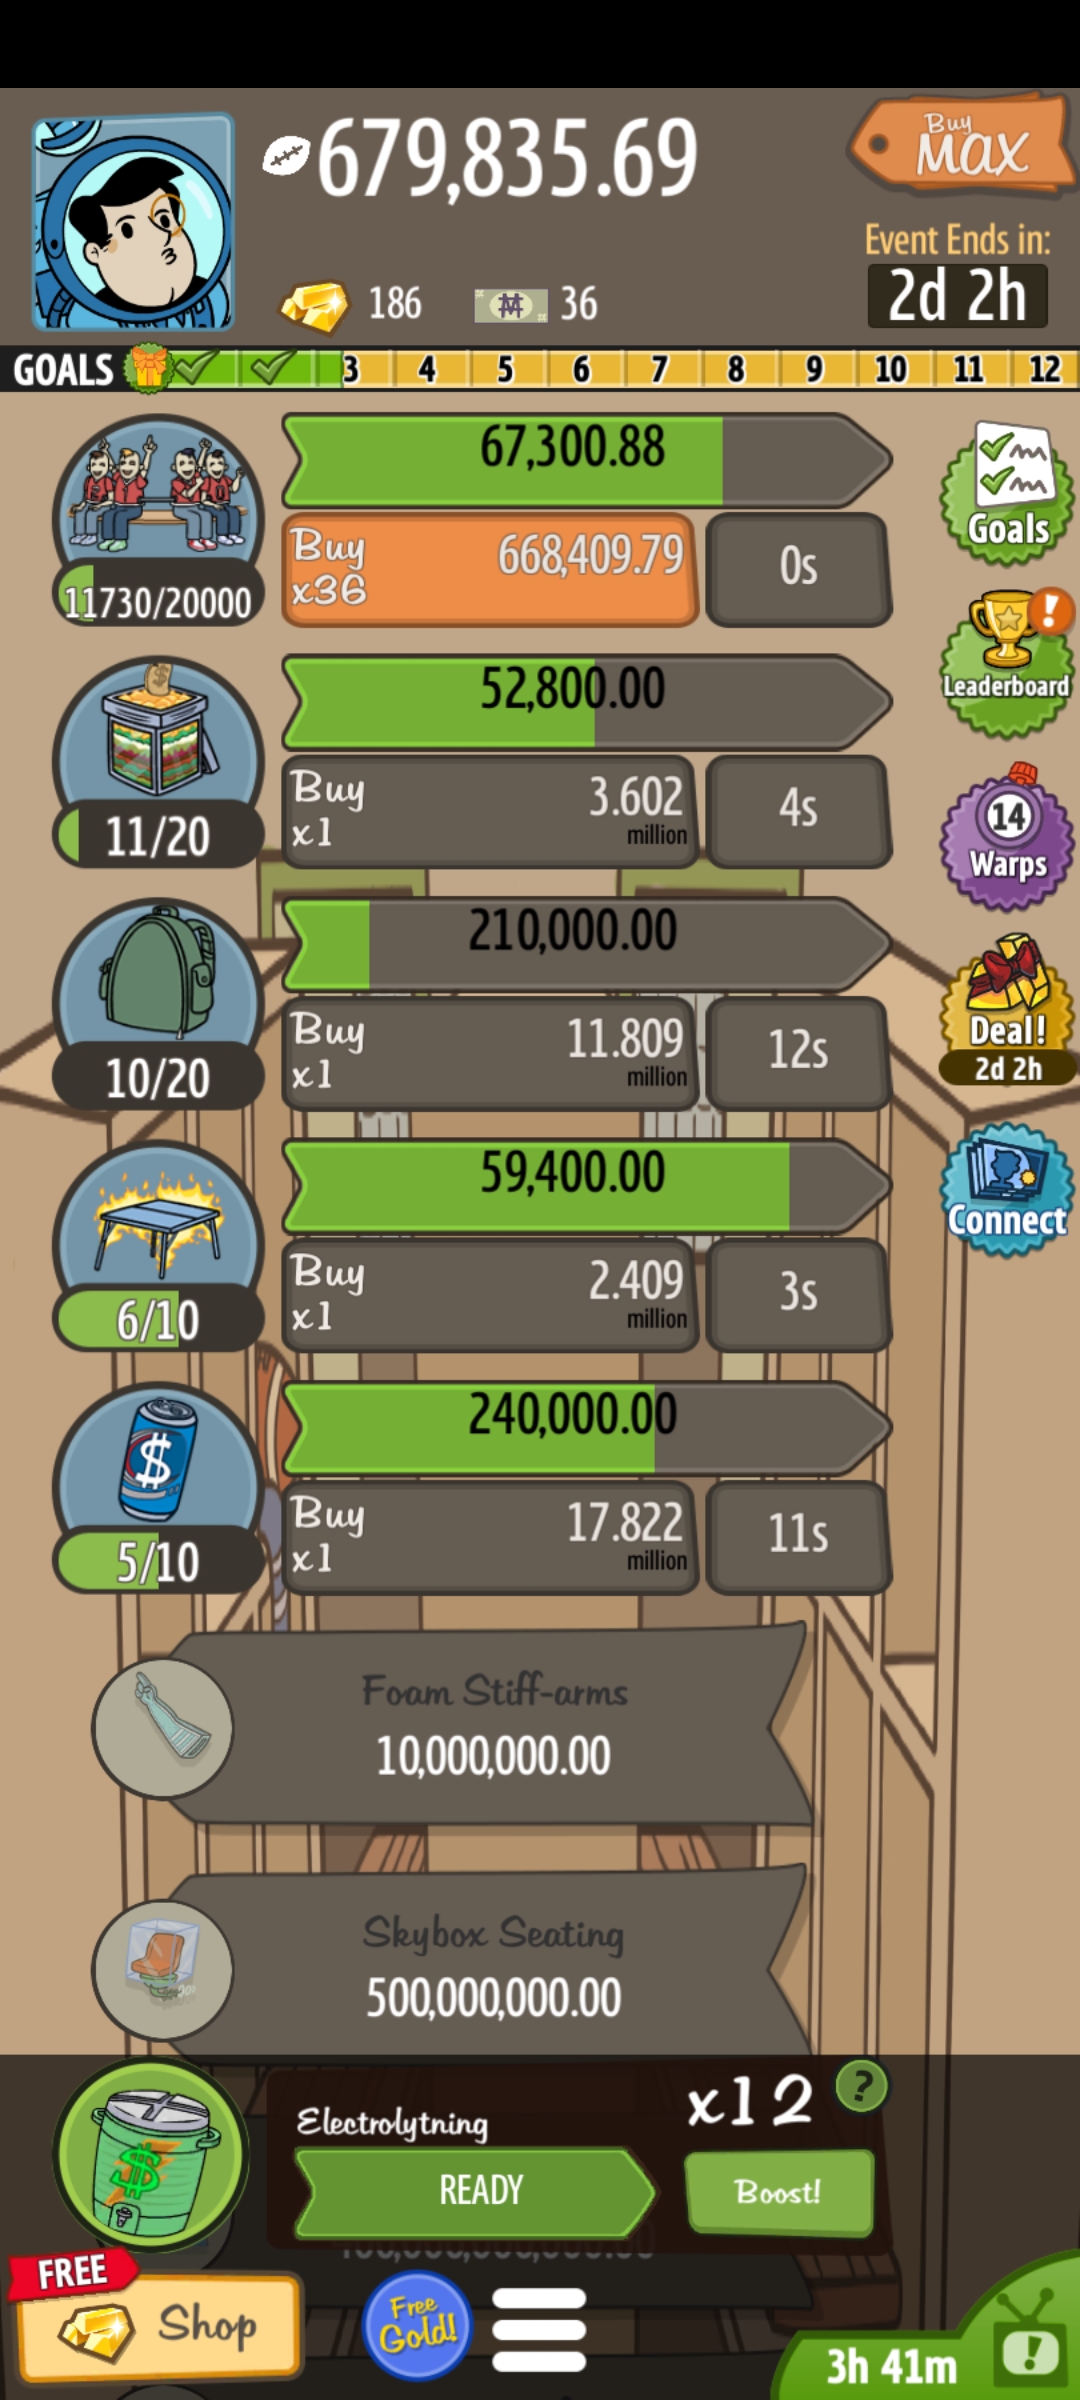 679,835.69
Buy
MAX
186
36
Event Ends in:
2d 2h
GOALS 3 4 5 6 7 8 9 10 11 12
67,300.88
Buy
x36
668,409.79
0s
11730/20000
Goals
52,800.00
Leaderboard
Buy
x1
3.602
million
4s
11/20
14
Warps
210,000.00
Buy
x1
11.809
million
12s
10/20
Deal!
2d 2h
59,400.00
Buy
x1
2.409
million
3s
6/10
Connect
240,000.00
Buy
x1
17.822
million
11s
5/10
Foam Stiff-arms
10,000,000.00
Skybox Seating
500,000,000.00
Electrolytning
x12
?
READY
Boost!
FREE
Shop
Free
Gold!
3h 41m